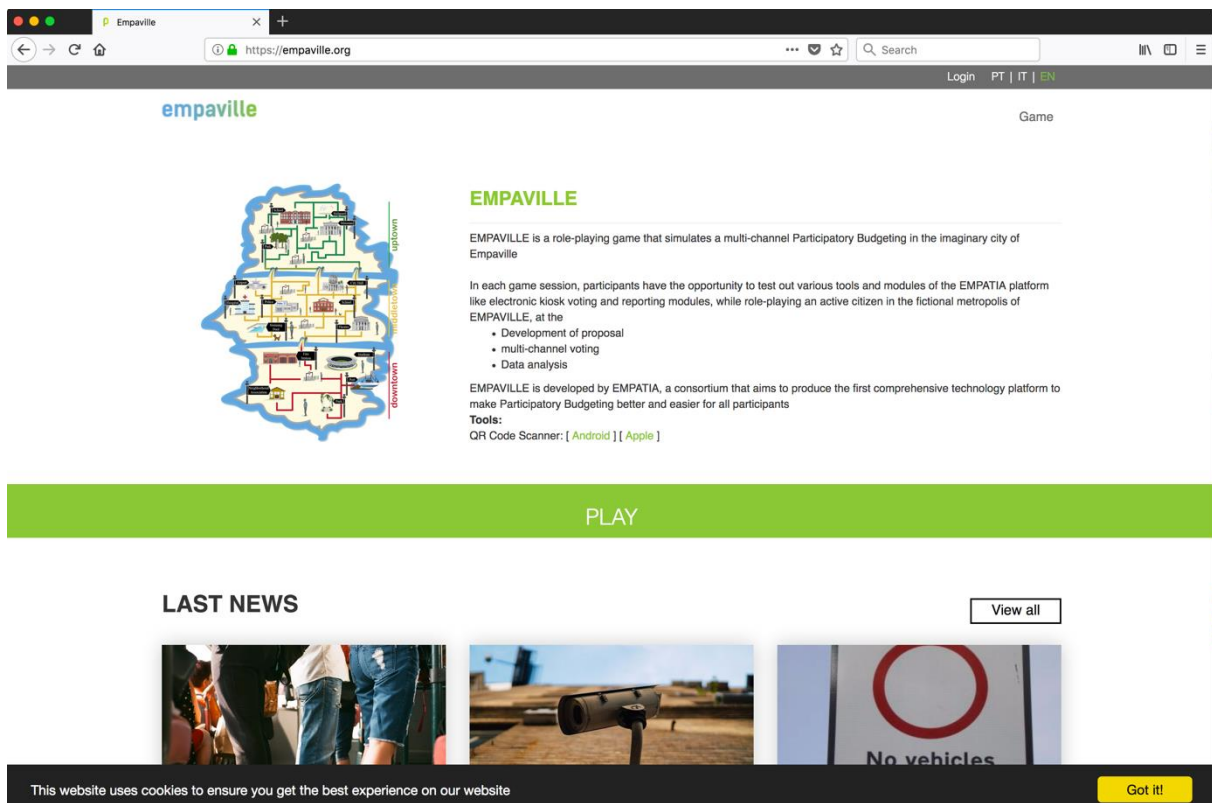 Empaville
https://empaville.org
Search
Login PT | IT | EN
empaville
Game
uptown
middletown
downtown
EMPAVILLE
EMPAVILLE is a role-playing game that simulates a multi-channel Participatory Budgeting in the imaginary city of
Empaville
In each game session, participants have the opportunity to test out various tools and modules of the EMPATIA platform
like electronic kiosk voting and reporting modules, while role-playing an active citizen in the fictional metropolis of
EMPAVILLE, at the
• Development of proposal
• multi-channel voting
• Data analysis
EMPAVILLE is developed by EMPATIA, a consortium that aims to produce the first comprehensive technology platform to
make Participatory Budgeting better and easier for all participants
Tools:
QR Code Scanner: [ Android ] [ Apple ]
PLAY
LAST NEWS
View all
No vehicles
This website uses cookies to ensure you get the best experience on our website
Got it!